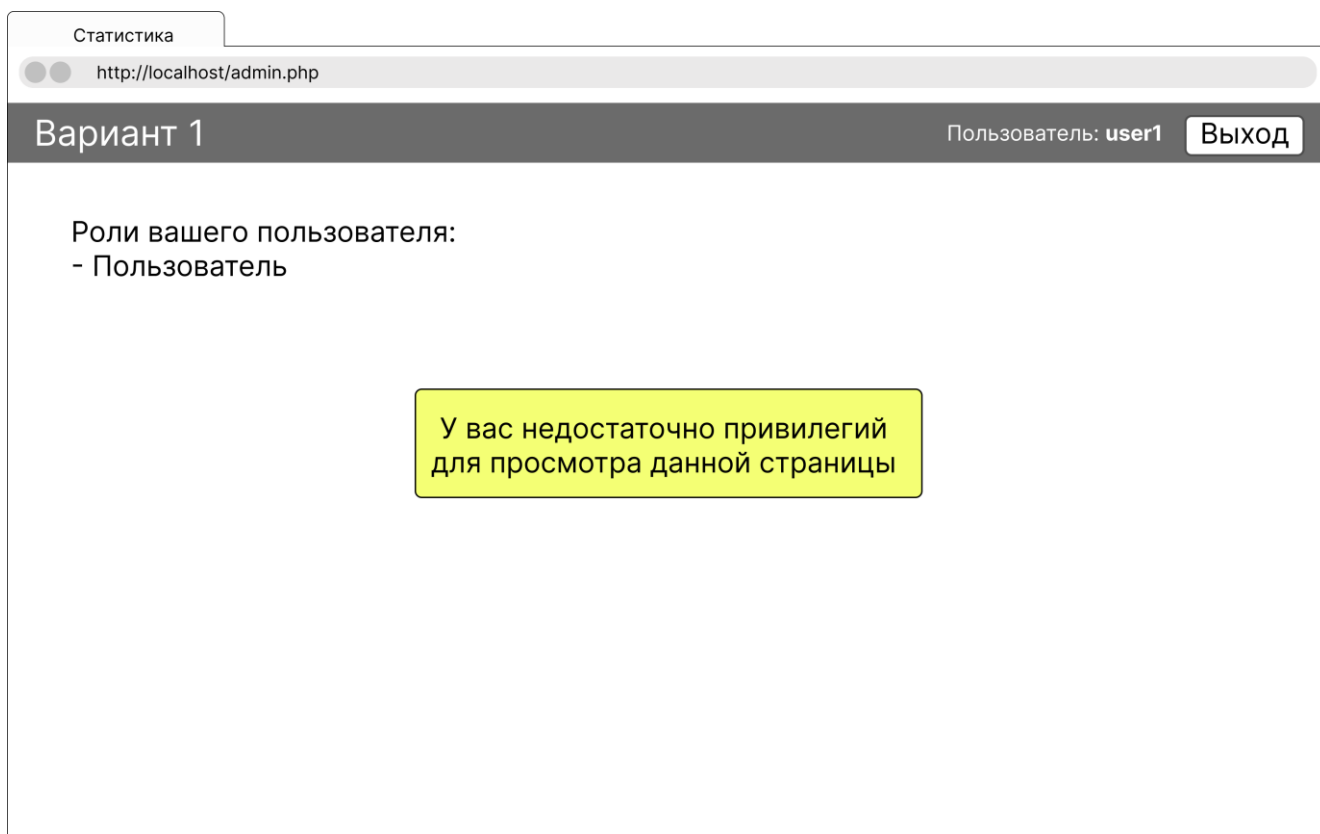 Статистика
http://localhost/admin.php
Вариант 1
Пользователь: user1
Выход
Роли вашего пользователя:
- Пользователь
У вас недостаточно привилегий
для просмотра данной страницы